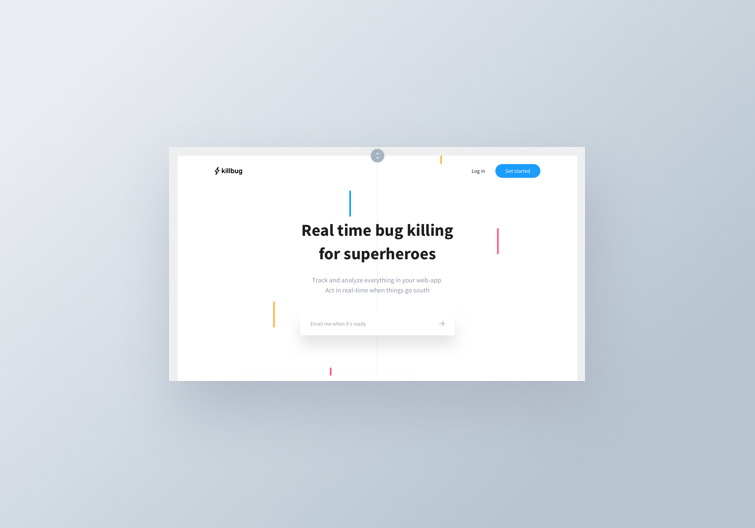 killbug
Log in
Get started
Real time bug killing
for superheroes
Track and analyze everything in your web-app.
Act in real-time when things go south
Email me when it's ready